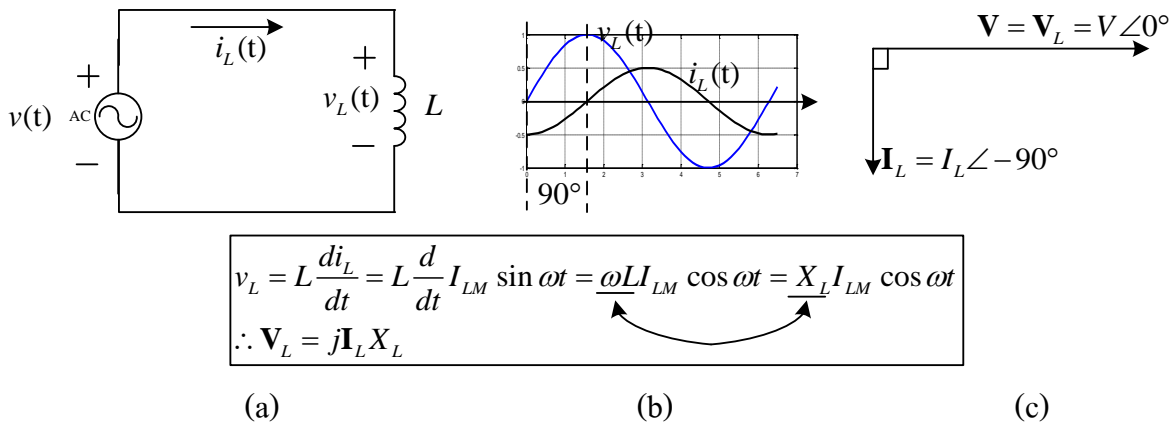 i_L(t)
+
v(t)
AC
−
+
v_L(t)
−
L
v_L(t)
i_L(t)
1
0.5
0
-0.5
-1
0 1 2 3 4 5 6 7
90°
V = V_L = V∠0°
I_L = I_L∠−90°
v_L = L di_L/dt = L d/dt I_LM sin ωt = ωL I_LM cos ωt = X_L I_LM cos ωt
∴ V_L = jI_L X_L
(a) (b) (c)